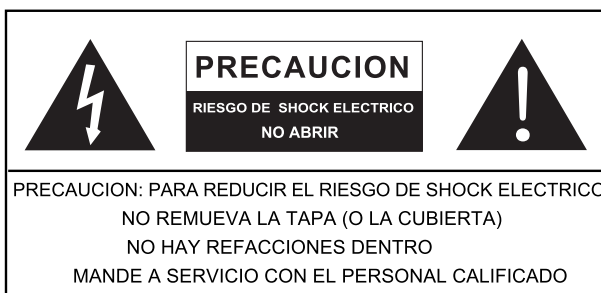 PRECAUCION
RIESGO DE SHOCK ELECTRICO
NO ABRIR
PRECAUCION: PARA REDUCIR EL RIESGO DE SHOCK ELECTRICO
NO REMUEVA LA TAPA (O LA CUBIERTA)
NO HAY REFACCIONES DENTRO
MANDE A SERVICIO CON EL PERSONAL CALIFICADO